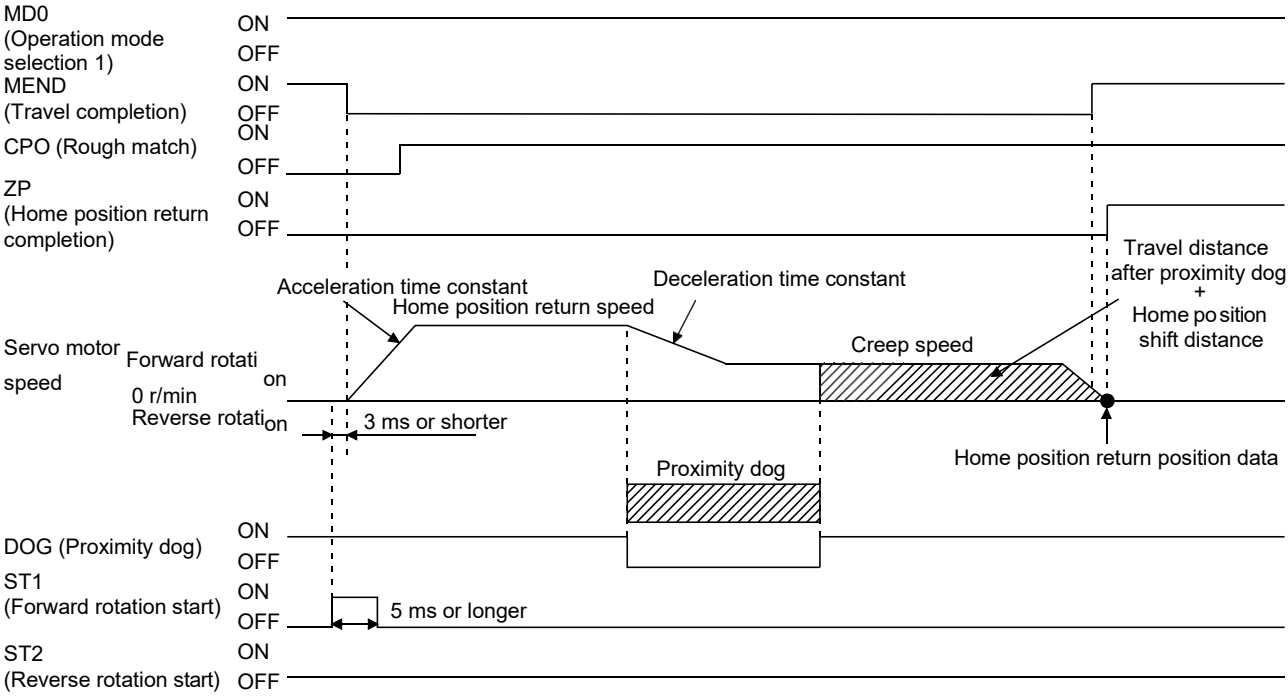 MD0
(Operation mode
selection 1)
ON
OFF
MEND
(Travel completion)
ON
OFF
CPO (Rough match)
ON
OFF
ZP
(Home position return
completion)
ON
OFF
Travel distance
after proximity dog
+
Home position
shift distance
Acceleration time constant
Home position return speed
Deceleration time constant
Creep speed
Servo motor
speed
Forward rotation
0 r/min
Reverse rotation
3 ms or shorter
Home position return position data
Proximity dog
DOG (Proximity dog)
ON
OFF
ST1
(Forward rotation start)
ON
OFF
5 ms or longer
ST2
(Reverse rotation start)
ON
OFF